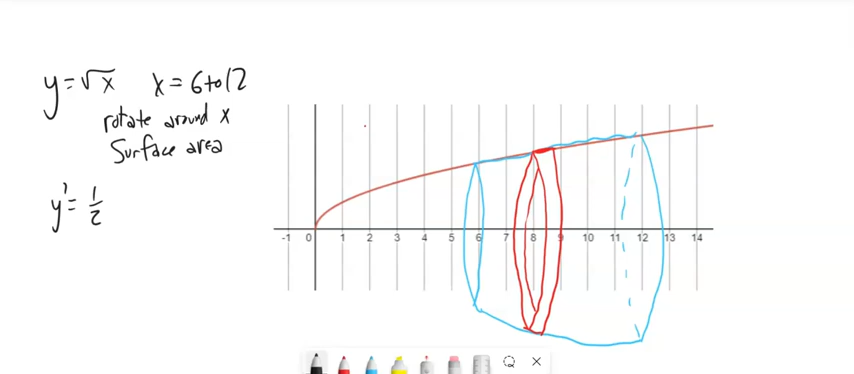 y = √x   x = 6 to 12
rotate around x
Surface area
y' = 1/2
-1 0 1 2 3 4 5 6 7 8 9 10 11 12 13 14